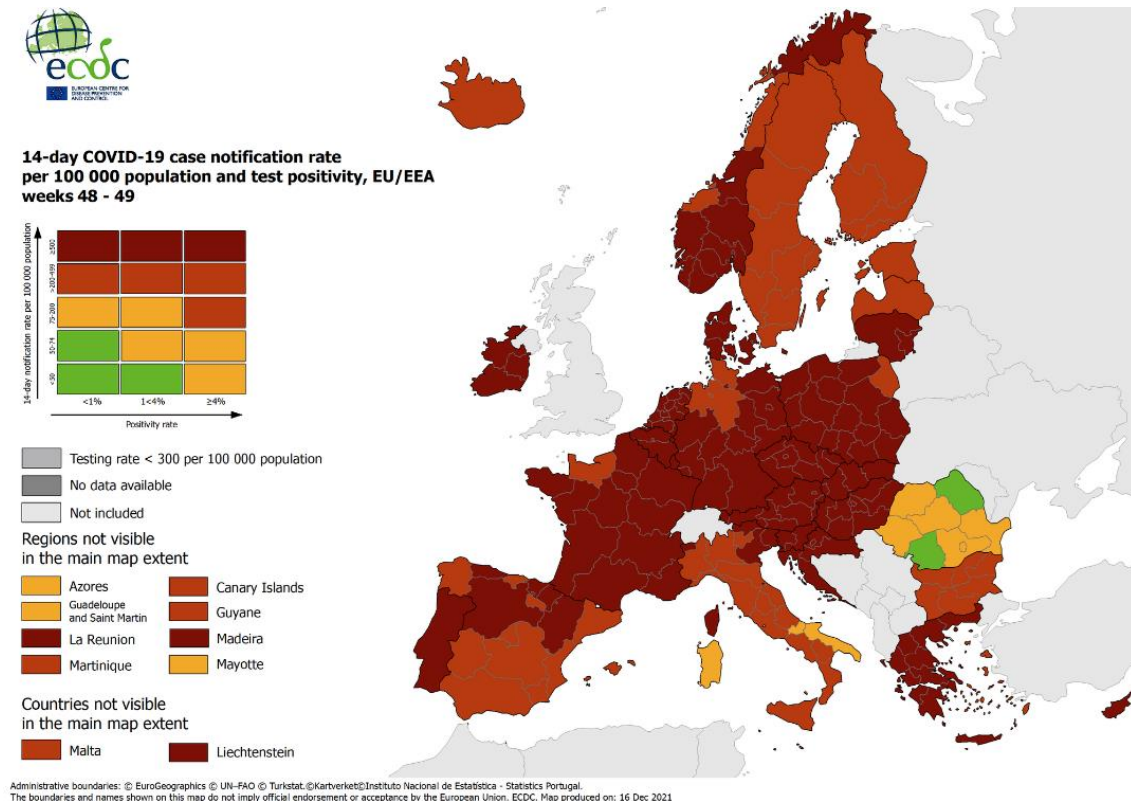 ecdc
EUROPEAN CENTRE FOR
DISEASE PREVENTION
AND CONTROL
14-day COVID-19 case notification rate
per 100 000 population and test positivity, EU/EEA
weeks 48 - 49
14-day notification rate per 100 000 population
≥500
>200-499
75-200
50-74
<50
<1%
1<4%
≥4%
Positivity rate
Testing rate < 300 per 100 000 population
No data available
Not included
Regions not visible
in the main map extent
Azores
Canary Islands
Guadeloupe
and Saint Martin
Guyane
La Reunion
Madeira
Martinique
Mayotte
Countries not visible
in the main map extent
Malta
Liechtenstein
Administrative boundaries: © EuroGeographics © UN–FAO © Turkstat.©Kartverket©Instituto Nacional de Estatística - Statistics Portugal.
The boundaries and names shown on this map do not imply official endorsement or acceptance by the European Union. ECDC. Map produced on: 16 Dec 2021